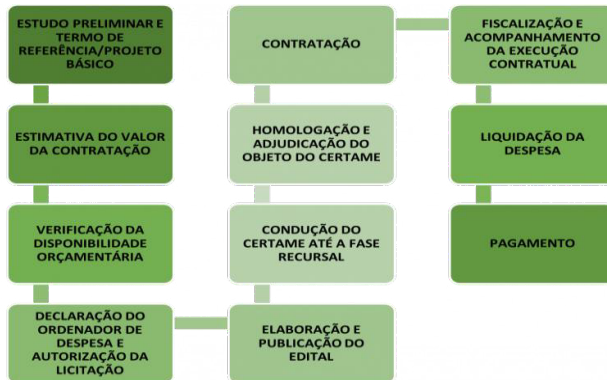 ESTUDO PRELIMINAR E
TERMO DE
REFERÊNCIA/PROJETO
BÁSICO
ESTIMATIVA DO VALOR
DA CONTRATAÇÃO
VERIFICAÇÃO DA
DISPONIBILIDADE
ORÇAMENTÁRIA
DECLARAÇÃO DO
ORDENADOR DE
DESPESA E
AUTORIZAÇÃO DA
LICITAÇÃO
ELABORAÇÃO E
PUBLICAÇÃO DO
EDITAL
CONDUÇÃO DO
CERTAME ATÉ A FASE
RECURSAL
HOMOLOGAÇÃO E
ADJUDICAÇÃO DO
OBJETO DO CERTAME
CONTRATAÇÃO
FISCALIZAÇÃO E
ACOMPANHAMENTO
DA EXECUÇÃO
CONTRATUAL
LIQUIDAÇÃO DA
DESPESA
PAGAMENTO